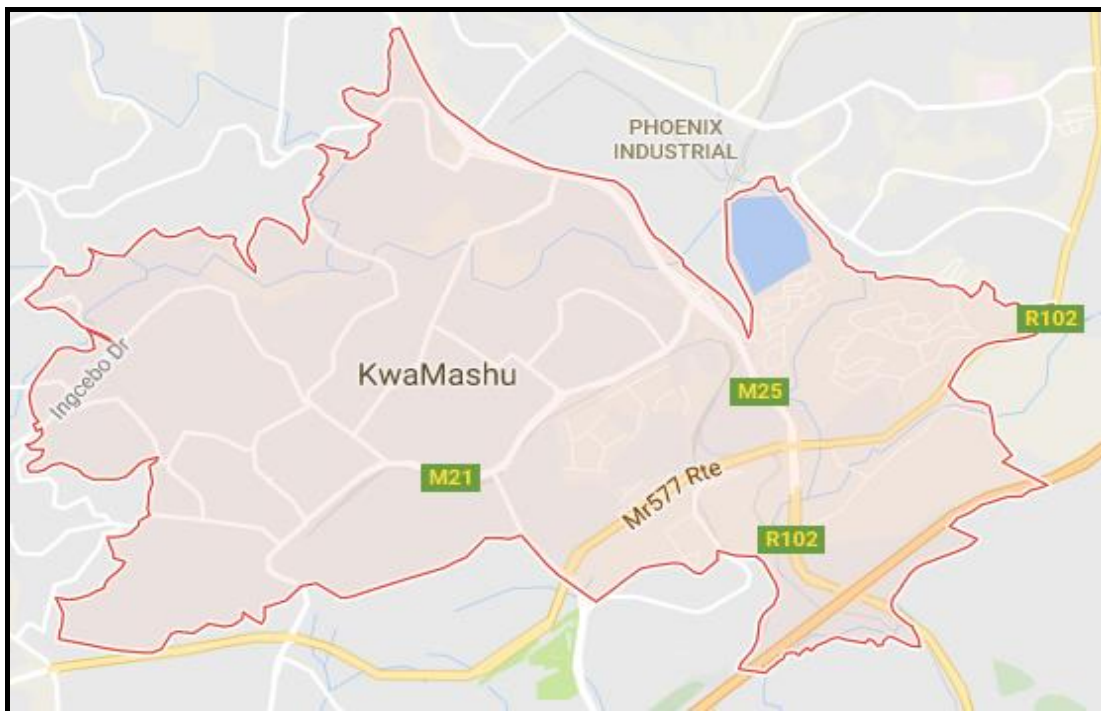 PHOENIX
INDUSTRIAL
R102
Ingcebo Dr
KwaMashu
M25
M21
Mr577 Rte
R102